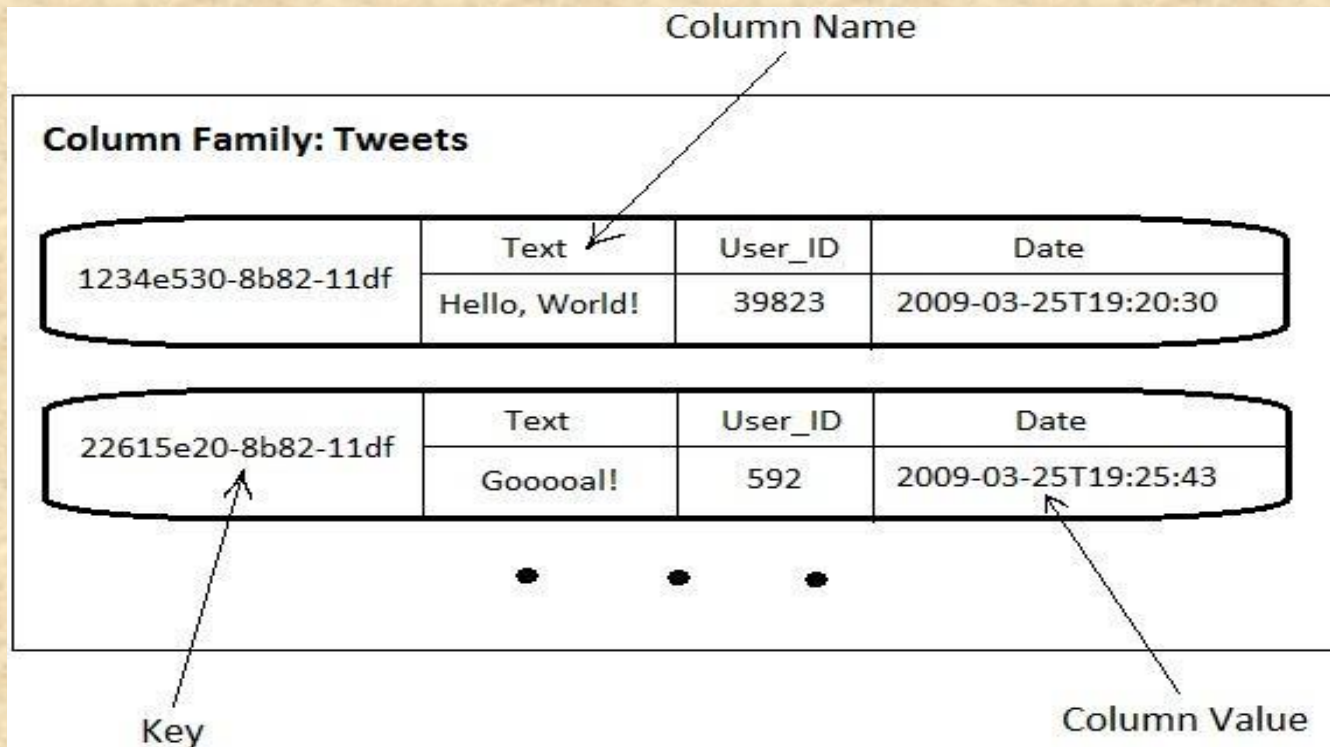 Column Name
Column Family: Tweets
1234e530-8b82-11df
Text User_ID Date
Hello, World! 39823 2009-03-25T19:20:30
22615e20-8b82-11df
Text User_ID Date
Gooooal! 592 2009-03-25T19:25:43
Key
Column Value